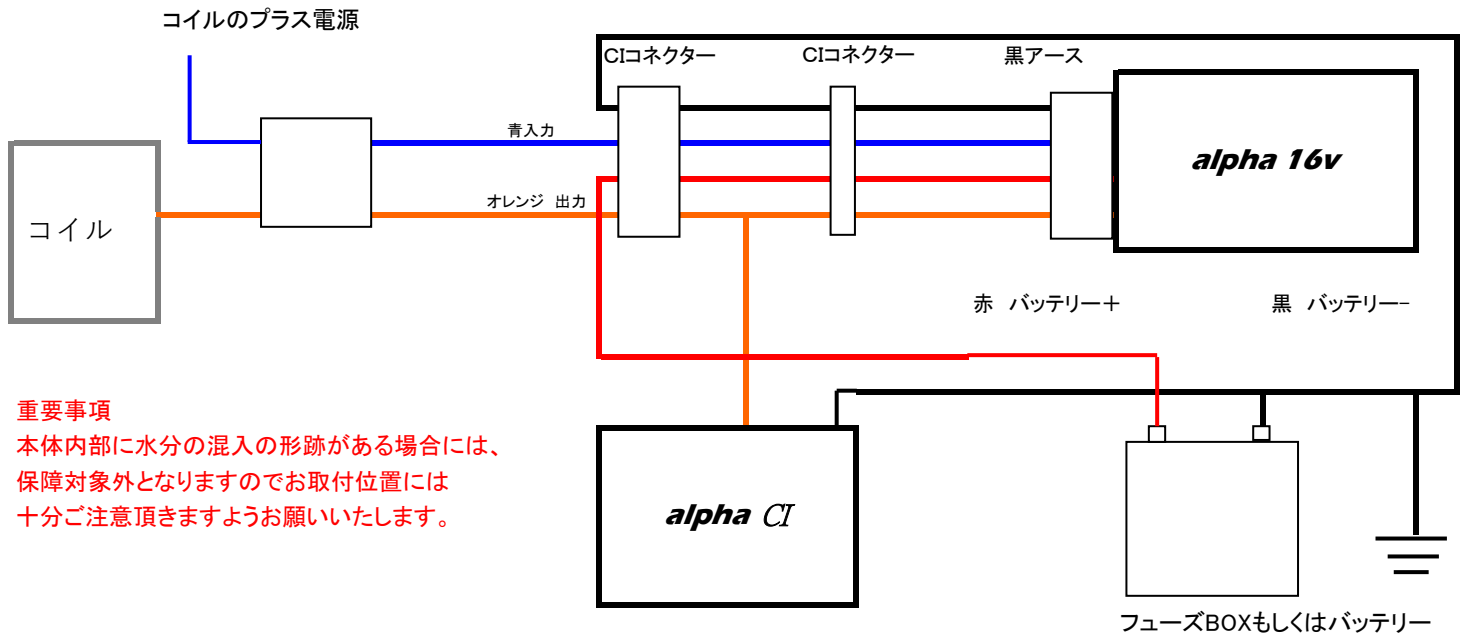 コイルのプラス電源
CIコネクター
CIコネクター
黒アース
青入力
alpha 16v
オレンジ 出力
コイル
赤 バッテリー＋
黒 バッテリー−
重要事項
本体内部に水分の混入の形跡がある場合には、
保障対象外となりますのでお取付位置には
十分ご注意頂きますようお願いいたします。
alpha CI
フューズBOXもしくはバッテリー